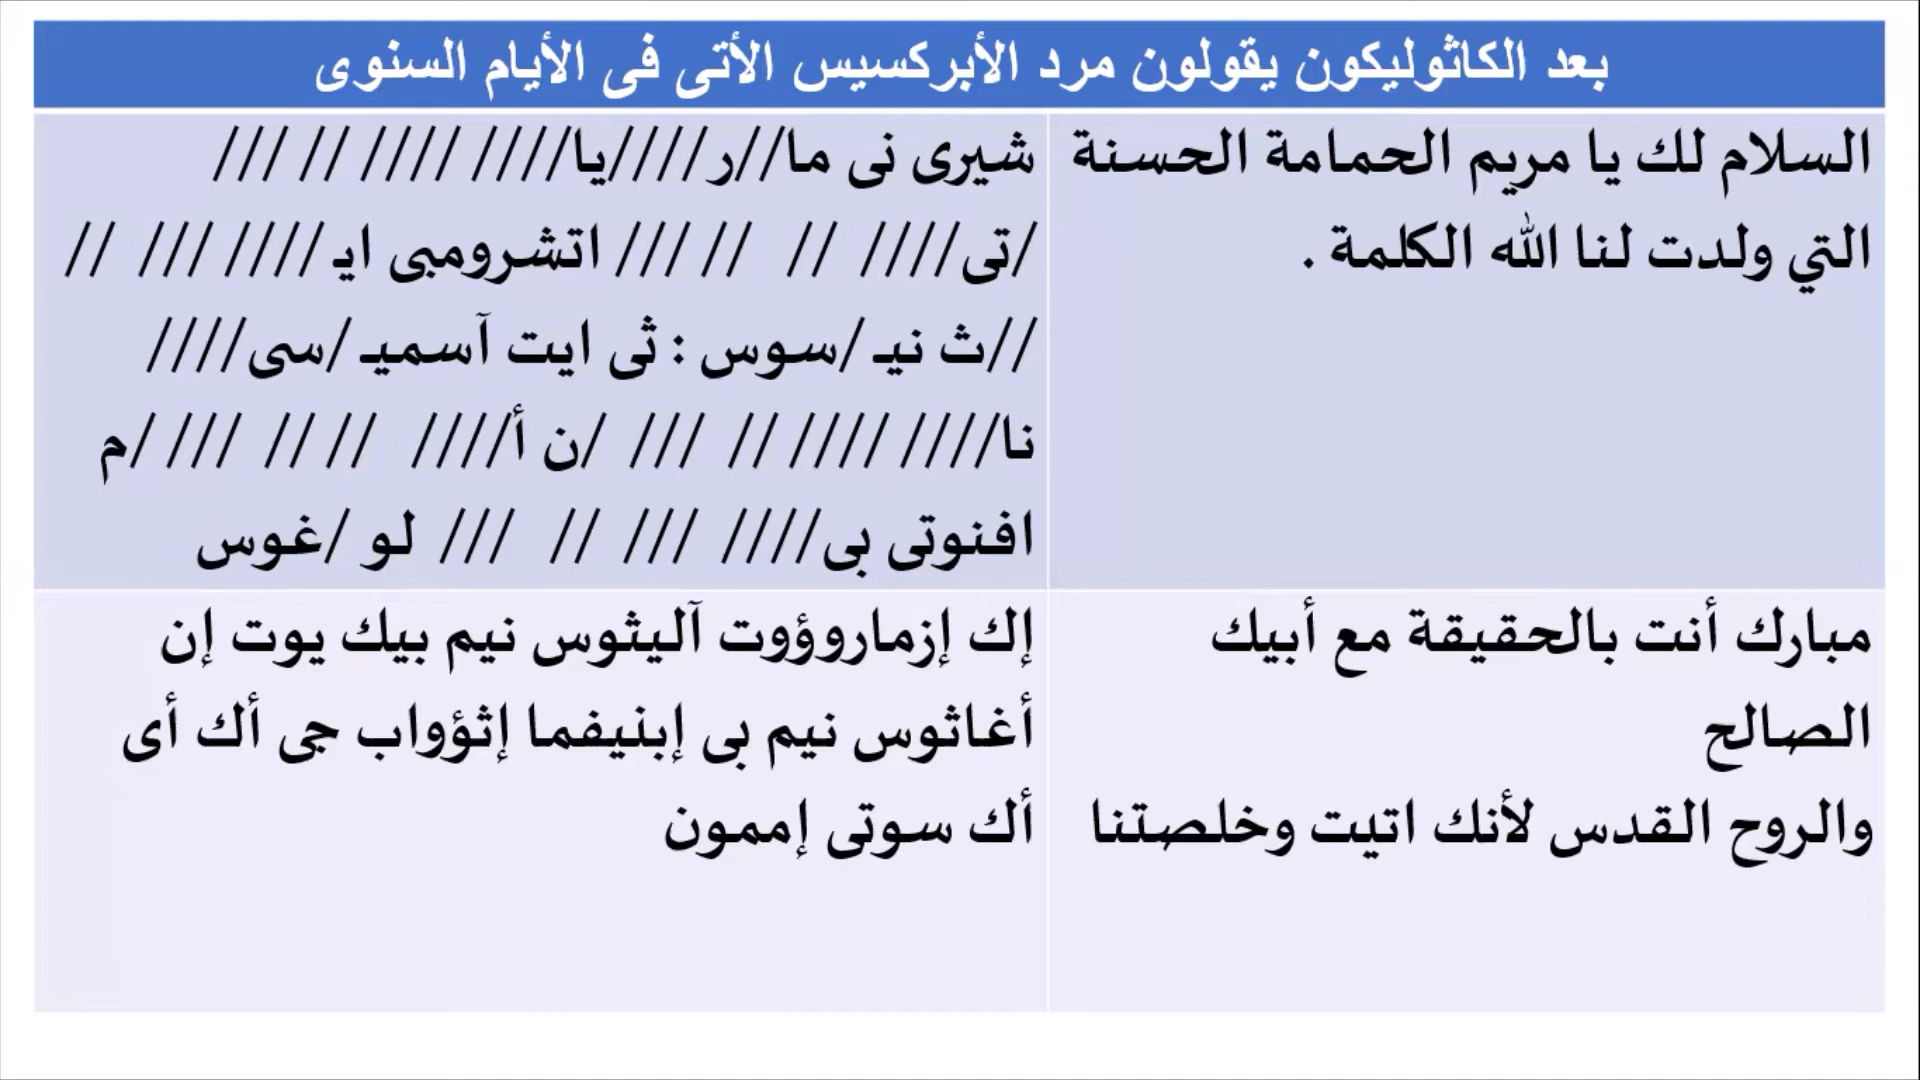 بعد الكاثوليكون يقولون مرد الأبركسيس الأتى فى الأيام السنوى
السلام لك يا مريم الحمامة الحسنة
التي ولدت لنا الله الكلمة .
شيرى نى ما//ر////يا//// //// // ///
/تى//// // // /// اتشرومبى ايـ//// /// //
//ث نيـ /سوس : ثى ايت آسميـ /سى////
نا//// //// // /// /ن أ//// // // /// /م
افنوتى بى//// /// // /// لو /غوس
مبارك أنت بالحقيقة مع أبيك
الصالح
والروح القدس لأنك اتيت وخلصتنا
إك إزماروؤوت آليثوس نيم بيك يوت إن
أغاثوس نيم بى إبنيفما إثؤواب جى أك أى
أك سوتى إممون